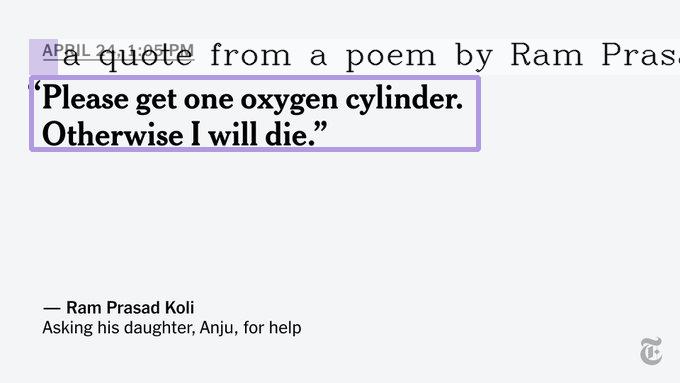 APRIL 24, 1:05 PM
a quote from a poem by Ram Prasa
“Please get one oxygen cylinder.
Otherwise I will die.”
— Ram Prasad Koli
Asking his daughter, Anju, for help